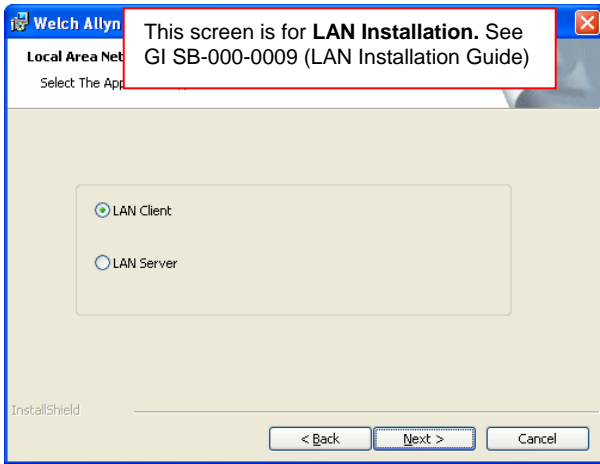 Welch Allyn
This screen is for LAN Installation. See
GI SB-000-0009 (LAN Installation Guide)
Local Area Net
Select The App
LAN Client
LAN Server
InstallShield
< Back
Next >
Cancel